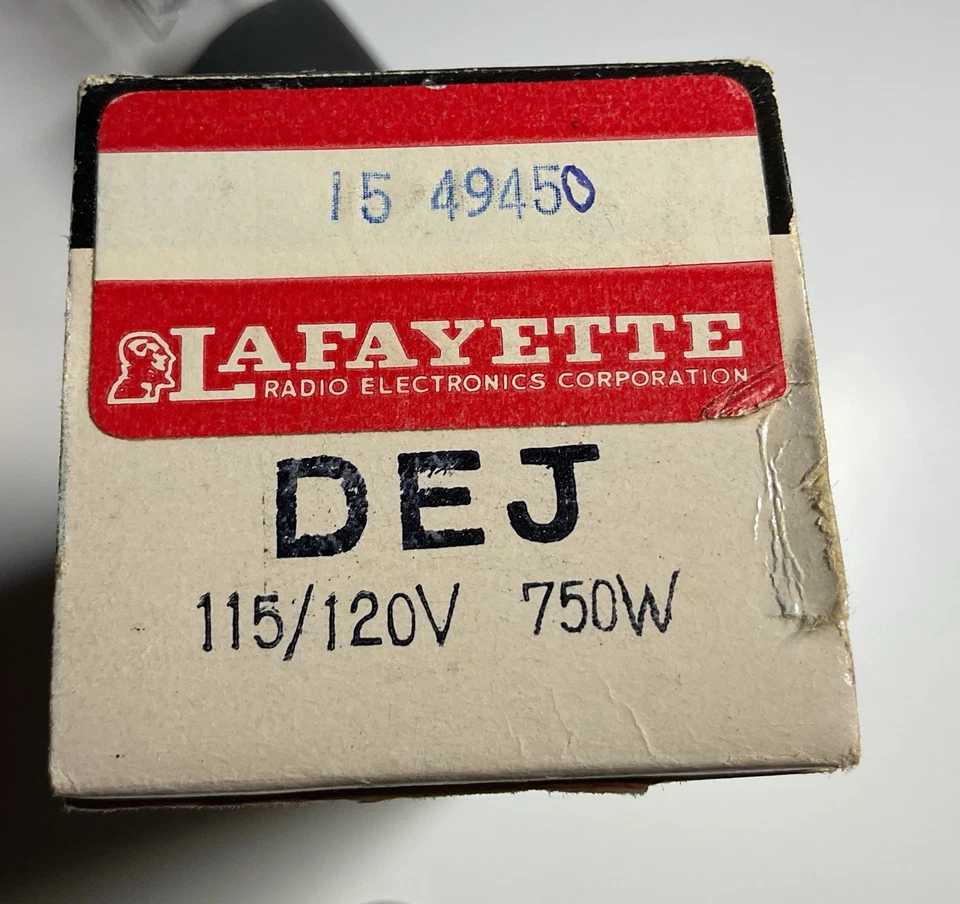 15 49450
LAFAYETTE
RADIO ELECTRONICS CORPORATION
DEJ
115/120V 750W